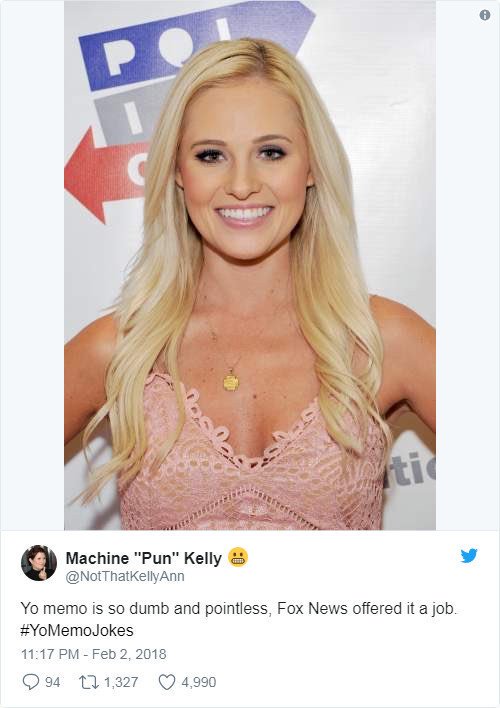 POL
I
C
itic
Machine "Pun" Kelly 😬
@NotThatKellyAnn
Yo memo is so dumb and pointless, Fox News offered it a job.
#YoMemoJokes
11:17 PM - Feb 2, 2018
94 1,327 4,990